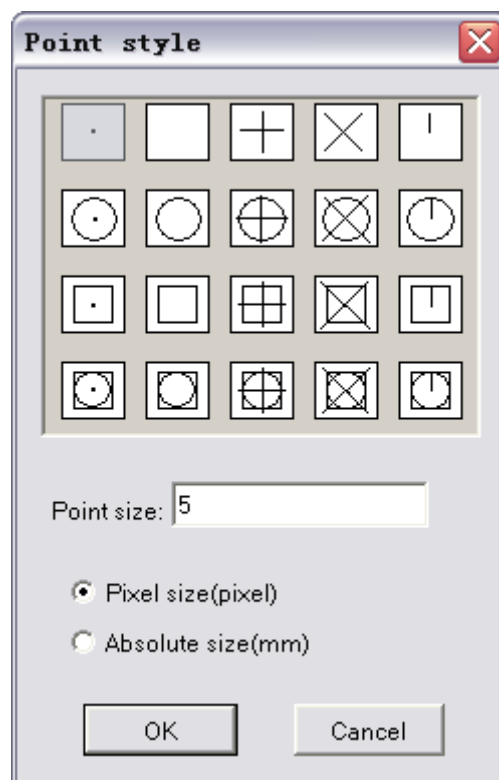 Point style
Point size: 5
Pixel size(pixel)
Absolute size(mm)
OK Cancel